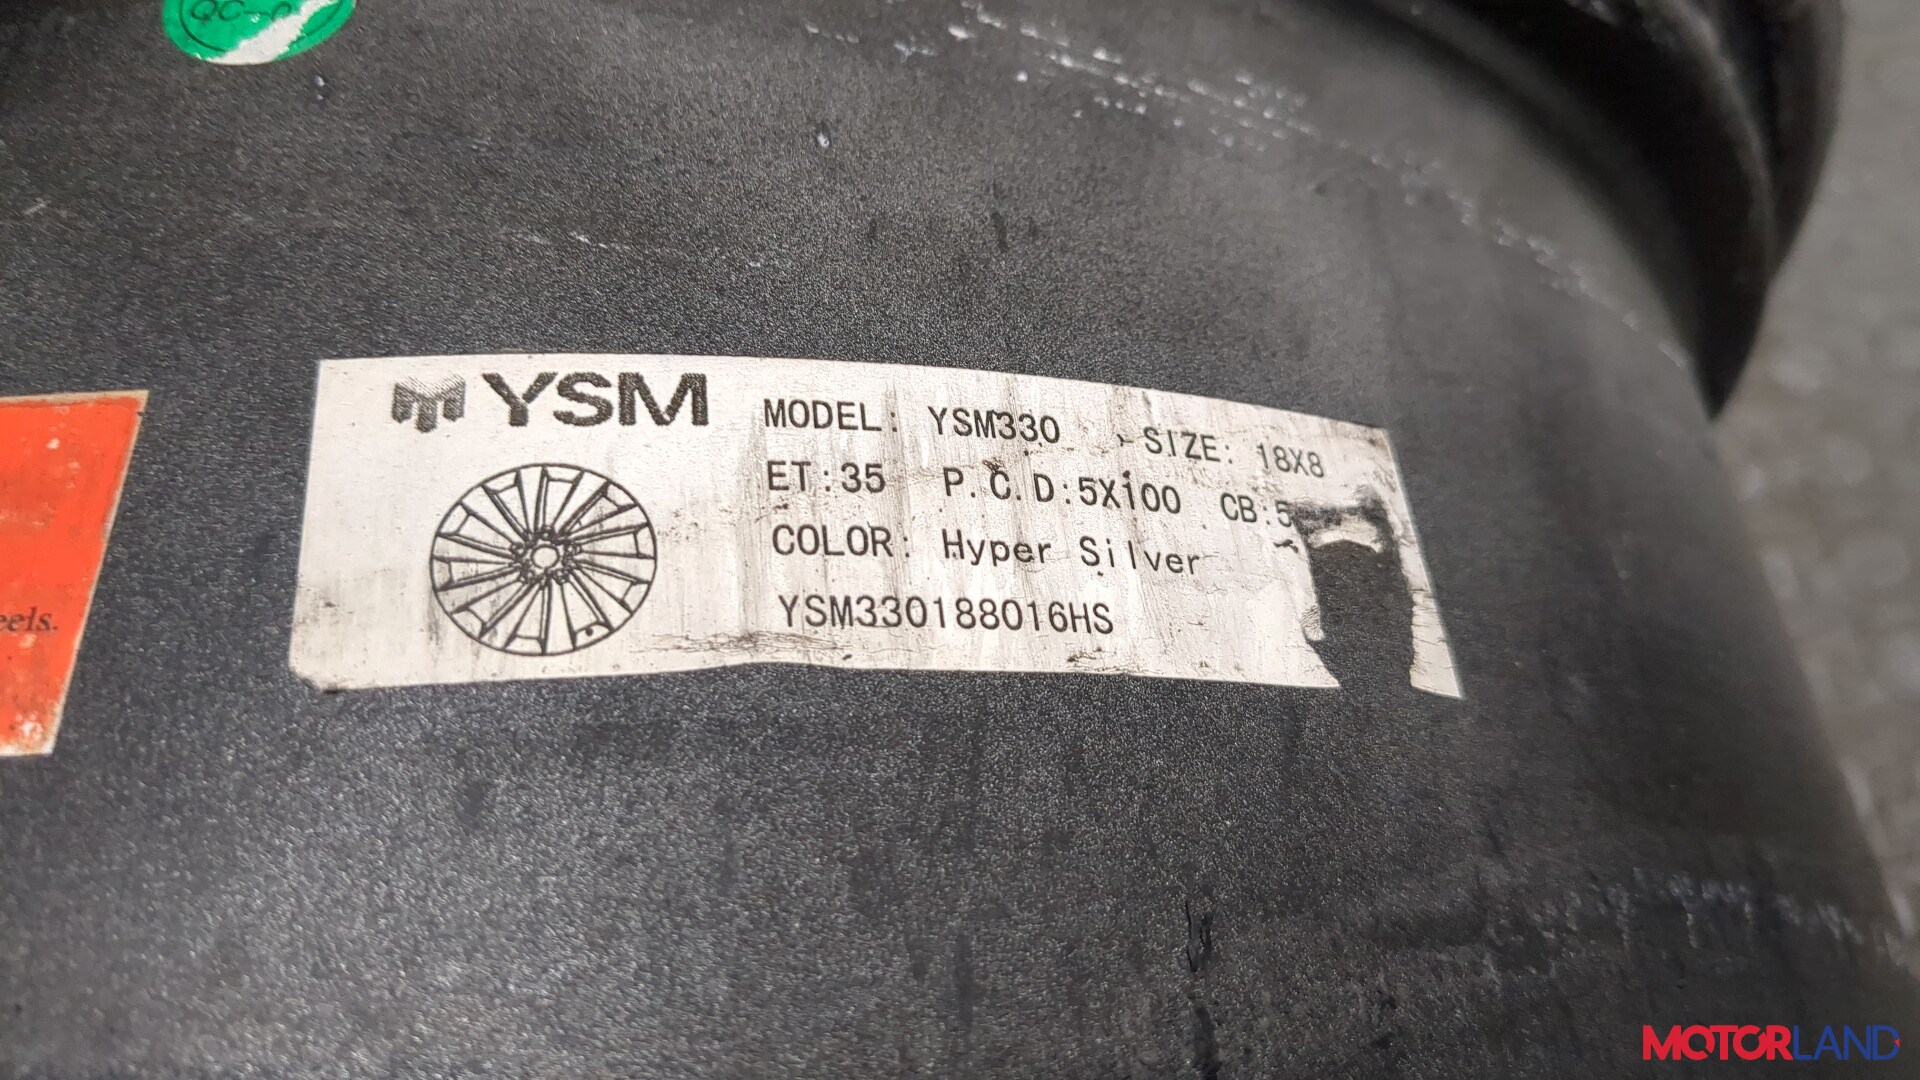 YSM
MODEL: YSM330 SIZE: 18X8
ET:35 P.C.D:5X100 CB:5
COLOR: Hyper Silver
YSM330188016HS
eels.
MOTORLAND